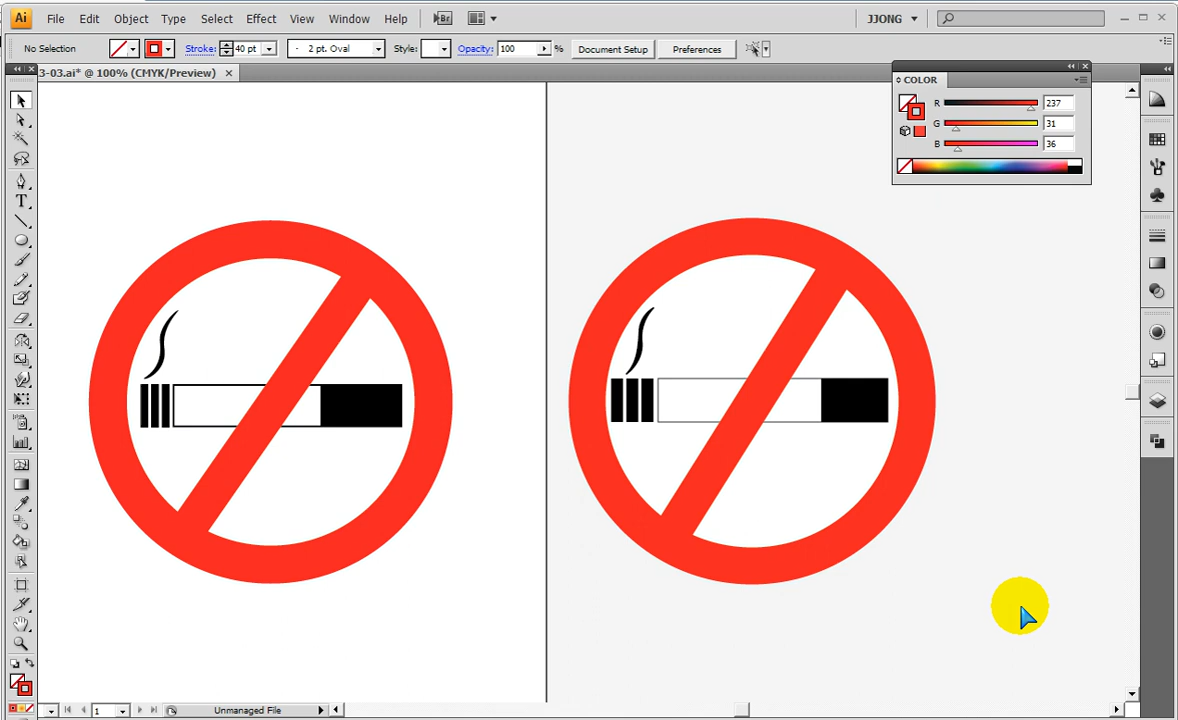 Ai File Edit Object Type Select Effect View Window Help Br JJONG
No Selection Stroke: 40 pt 2 pt. Oval Style: Opacity: 100 % Document Setup Preferences
3-03.ai* @ 100% (CMYK/Preview)
COLOR
R 237
G 31
B 36
1 Unmanaged File